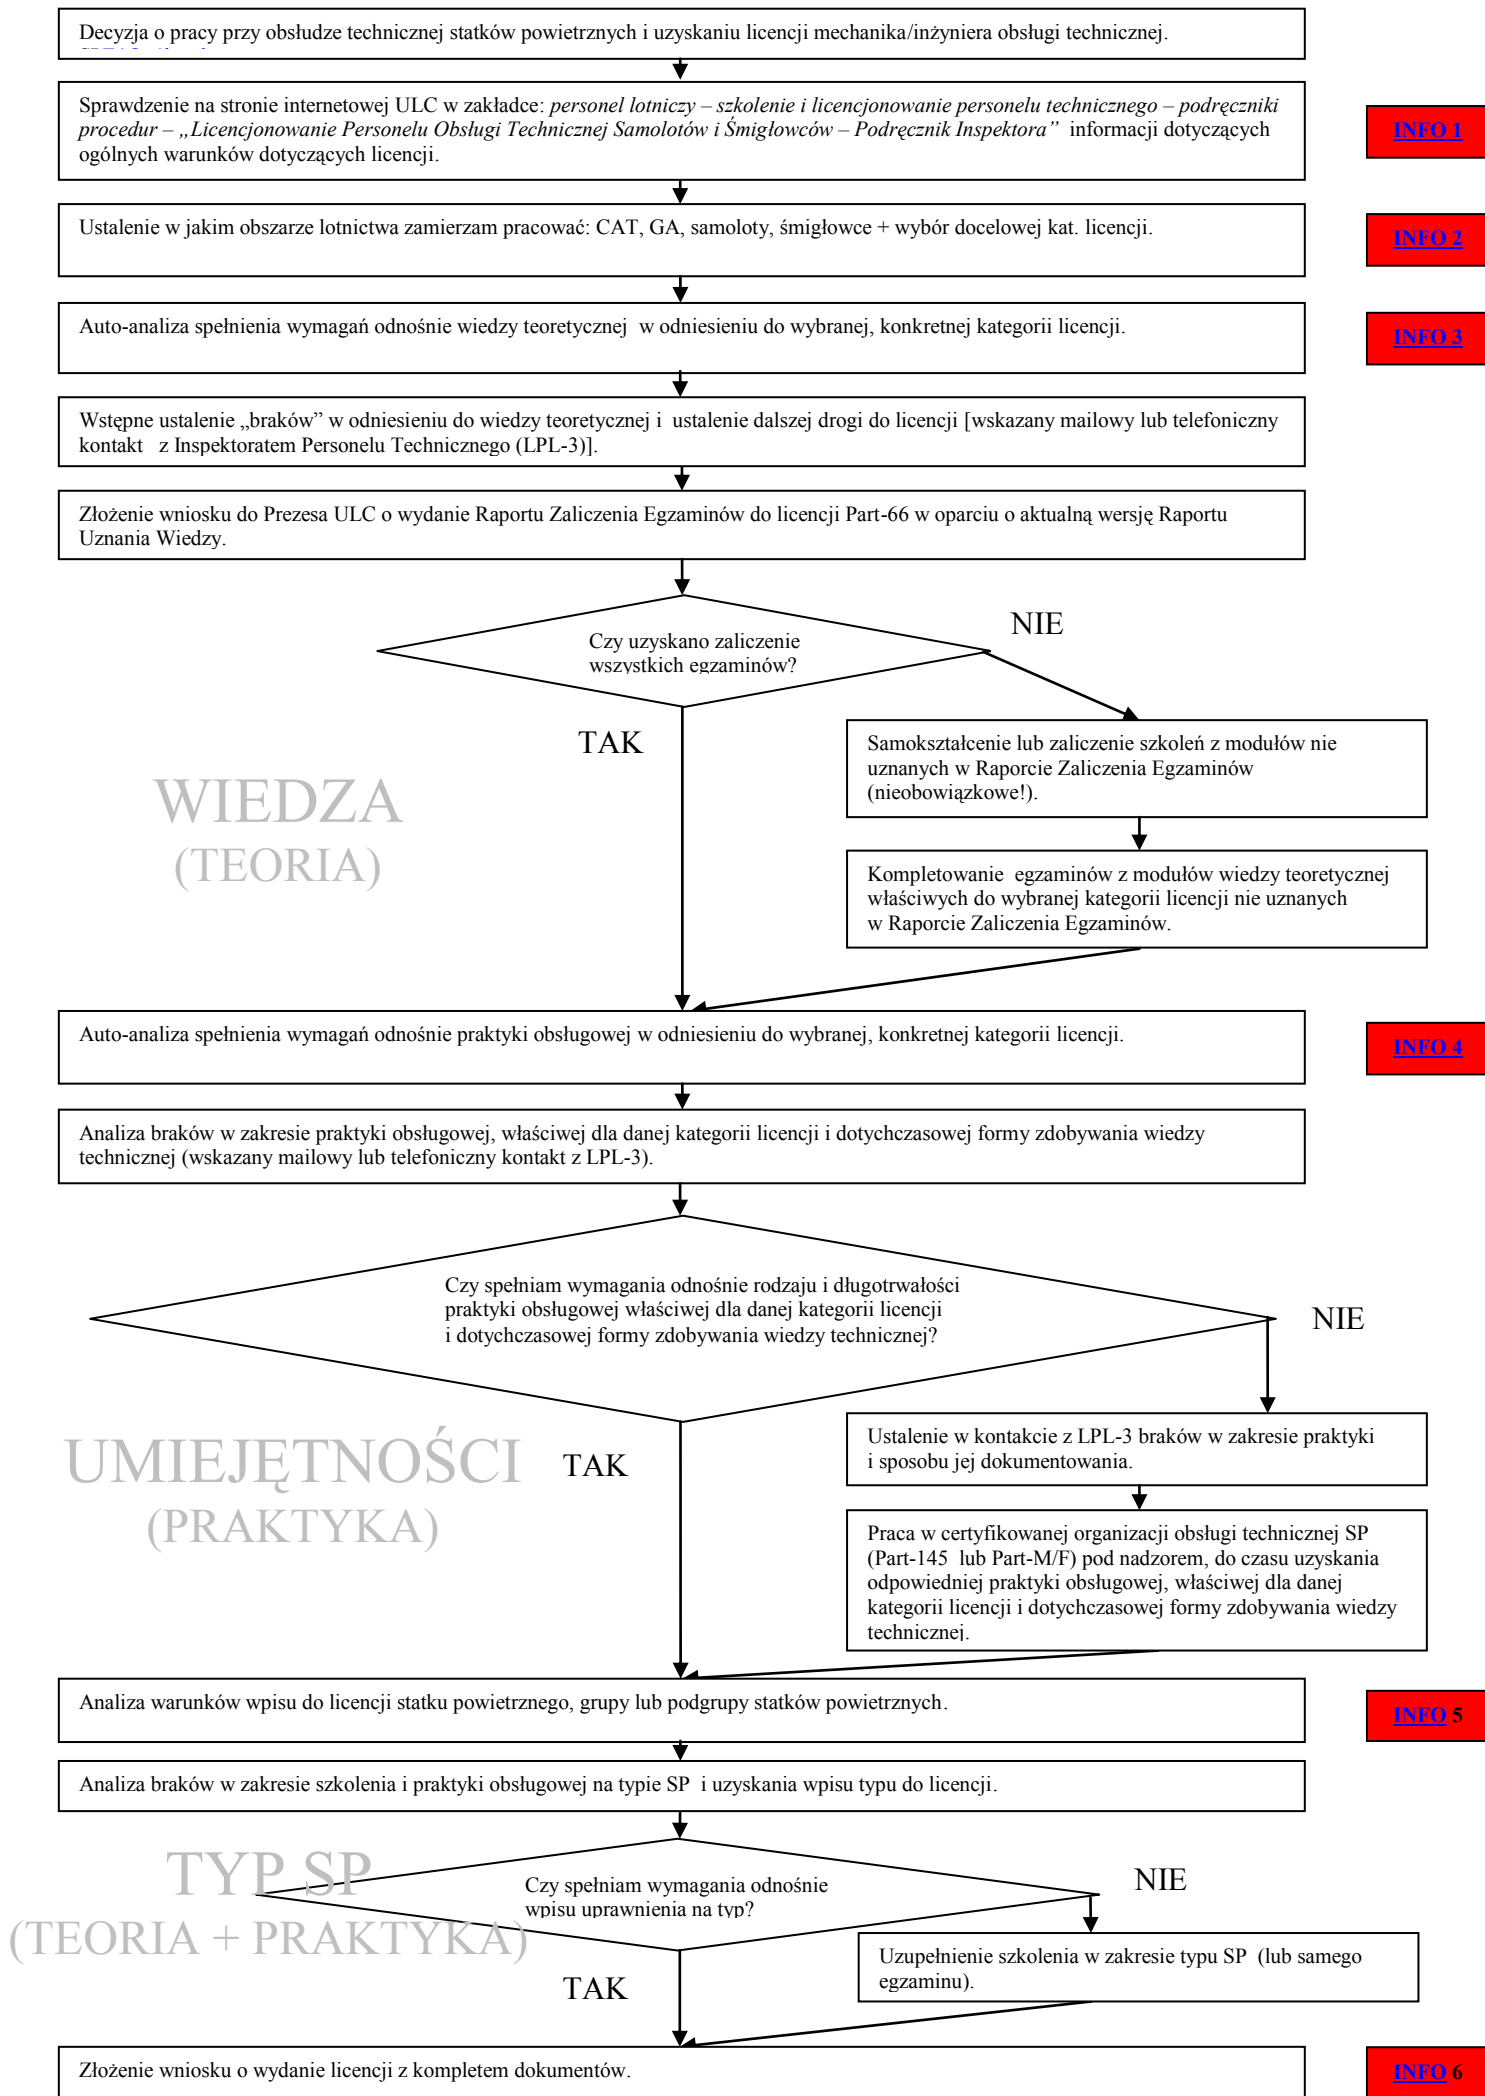 Decyzja o pracy przy obsłudze technicznej statków powietrznych i uzyskaniu licencji mechanika/inżyniera obsługi technicznej.
Sprawdzenie na stronie internetowej ULC w zakładce: personel lotniczy – szkolenie i licencjonowanie personelu technicznego – podręczniki
procedur – „Licencjonowanie Personelu Obsługi Technicznej Samolotów i Śmigłowców – Podręcznik Inspektora” informacji dotyczących
ogólnych warunków dotyczących licencji.
INFO 1
Ustalenie w jakim obszarze lotnictwa zamierzam pracować: CAT, GA, samoloty, śmigłowce + wybór docelowej kat. licencji.
INFO 2
Auto-analiza spełnienia wymagań odnośnie wiedzy teoretycznej w odniesieniu do wybranej, konkretnej kategorii licencji.
INFO 3
Wstępne ustalenie „braków” w odniesieniu do wiedzy teoretycznej i ustalenie dalszej drogi do licencji [wskazany mailowy lub telefoniczny
kontakt z Inspektoratem Personelu Technicznego (LPL-3)].
Złożenie wniosku do Prezesa ULC o wydanie Raportu Zaliczenia Egzaminów do licencji Part-66 w oparciu o aktualną wersję Raportu
Uznania Wiedzy.
Czy uzyskano zaliczenie
wszystkich egzaminów?
NIE
TAK
Samokształcenie lub zaliczenie szkoleń z modułów nie
uznanych w Raporcie Zaliczenia Egzaminów
(nieobowiązkowe!).
WIEDZA
(TEORIA)
Kompletowanie egzaminów z modułów wiedzy teoretycznej
właściwych do wybranej kategorii licencji nie uznanych
w Raporcie Zaliczenia Egzaminów.
Auto-analiza spełnienia wymagań odnośnie praktyki obsługowej w odniesieniu do wybranej, konkretnej kategorii licencji.
INFO 4
Analiza braków w zakresie praktyki obsługowej, właściwej dla danej kategorii licencji i dotychczasowej formy zdobywania wiedzy
technicznej (wskazany mailowy lub telefoniczny kontakt z LPL-3).
Czy spełniam wymagania odnośnie rodzaju i długotrwałości
praktyki obsługowej właściwej dla danej kategorii licencji
i dotychczasowej formy zdobywania wiedzy technicznej?
NIE
TAK
Ustalenie w kontakcie z LPL-3 braków w zakresie praktyki
i sposobu jej dokumentowania.
UMIEJĘTNOŚCI
(PRAKTYKA)
Praca w certyfikowanej organizacji obsługi technicznej SP
(Part-145 lub Part-M/F) pod nadzorem, do czasu uzyskania
odpowiedniej praktyki obsługowej, właściwej dla danej
kategorii licencji i dotychczasowej formy zdobywania wiedzy
technicznej.
Analiza warunków wpisu do licencji statku powietrznego, grupy lub podgrupy statków powietrznych.
INFO 5
Analiza braków w zakresie szkolenia i praktyki obsługowej na typie SP i uzyskania wpisu typu do licencji.
TYP SP
(TEORIA + PRAKTYKA)
Czy spełniam wymagania odnośnie
wpisu uprawnienia na typ?
NIE
TAK
Uzupełnienie szkolenia w zakresie typu SP (lub samego
egzaminu).
Złożenie wniosku o wydanie licencji z kompletem dokumentów.
INFO 6